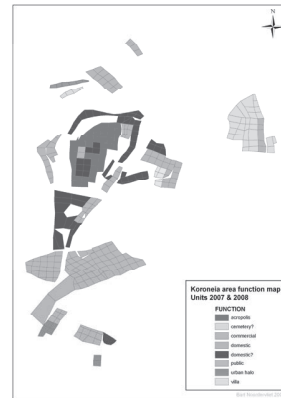 N
Koroneia area function map
Units 2007 & 2008
FUNCTION
acropolis
cemetery?
commercial
domestic
domestic?
public
urban halo
villa